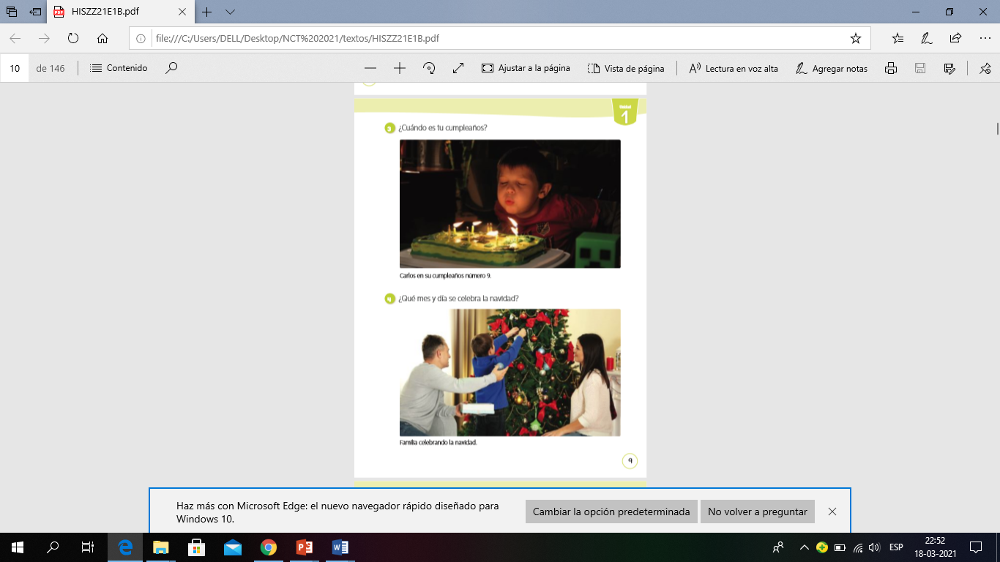 HISZZ21E1B.pdf
file:///C:/Users/DELL/Desktop/NCT%202021/textos/HISZZ21E1B.pdf
10 de 146 Contenido Ajustar a la página Vista de página Lectura en voz alta Agregar notas
Unidad
1
3 ¿Cuándo es tu cumpleaños?
Carlos en su cumpleaños número 9.
4 ¿Qué mes y día se celebra la navidad?
Familia celebrando la navidad.
9
Haz más con Microsoft Edge: el nuevo navegador rápido diseñado para
Windows 10.
Cambiar la opción predeterminada No volver a preguntar
ESP
22:52
18-03-2021